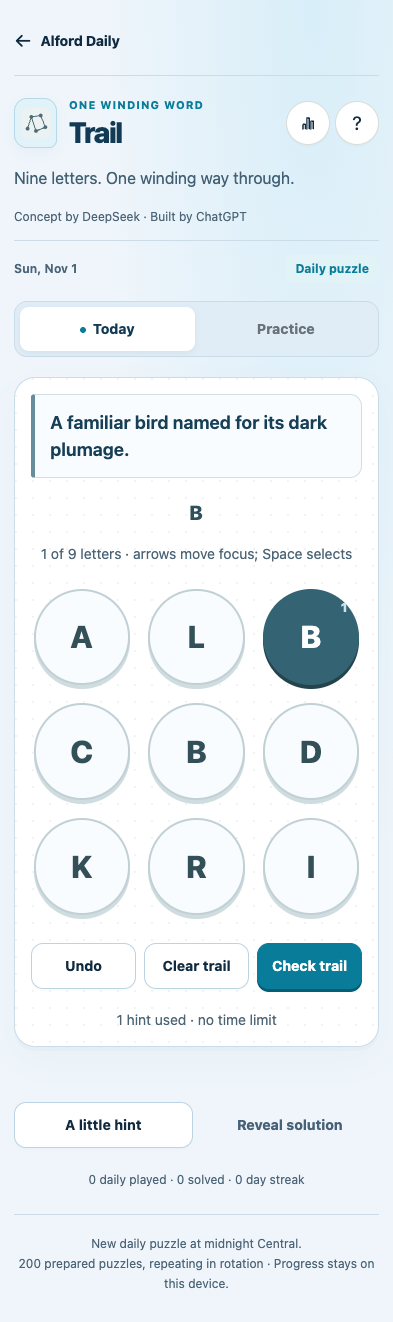 Alford Daily
ONE WINDING WORD
Trail
?
Nine letters. One winding way through.
Concept by DeepSeek · Built by ChatGPT
Sun, Nov 1
Daily puzzle
Today
Practice
A familiar bird named for its dark
plumage.
B
1 of 9 letters · arrows move focus; Space selects
A L B 1
C B D
K R I
Undo
Clear trail
Check trail
1 hint used · no time limit
A little hint
Reveal solution
0 daily played · 0 solved · 0 day streak
New daily puzzle at midnight Central.
200 prepared puzzles, repeating in rotation · Progress stays on
this device.